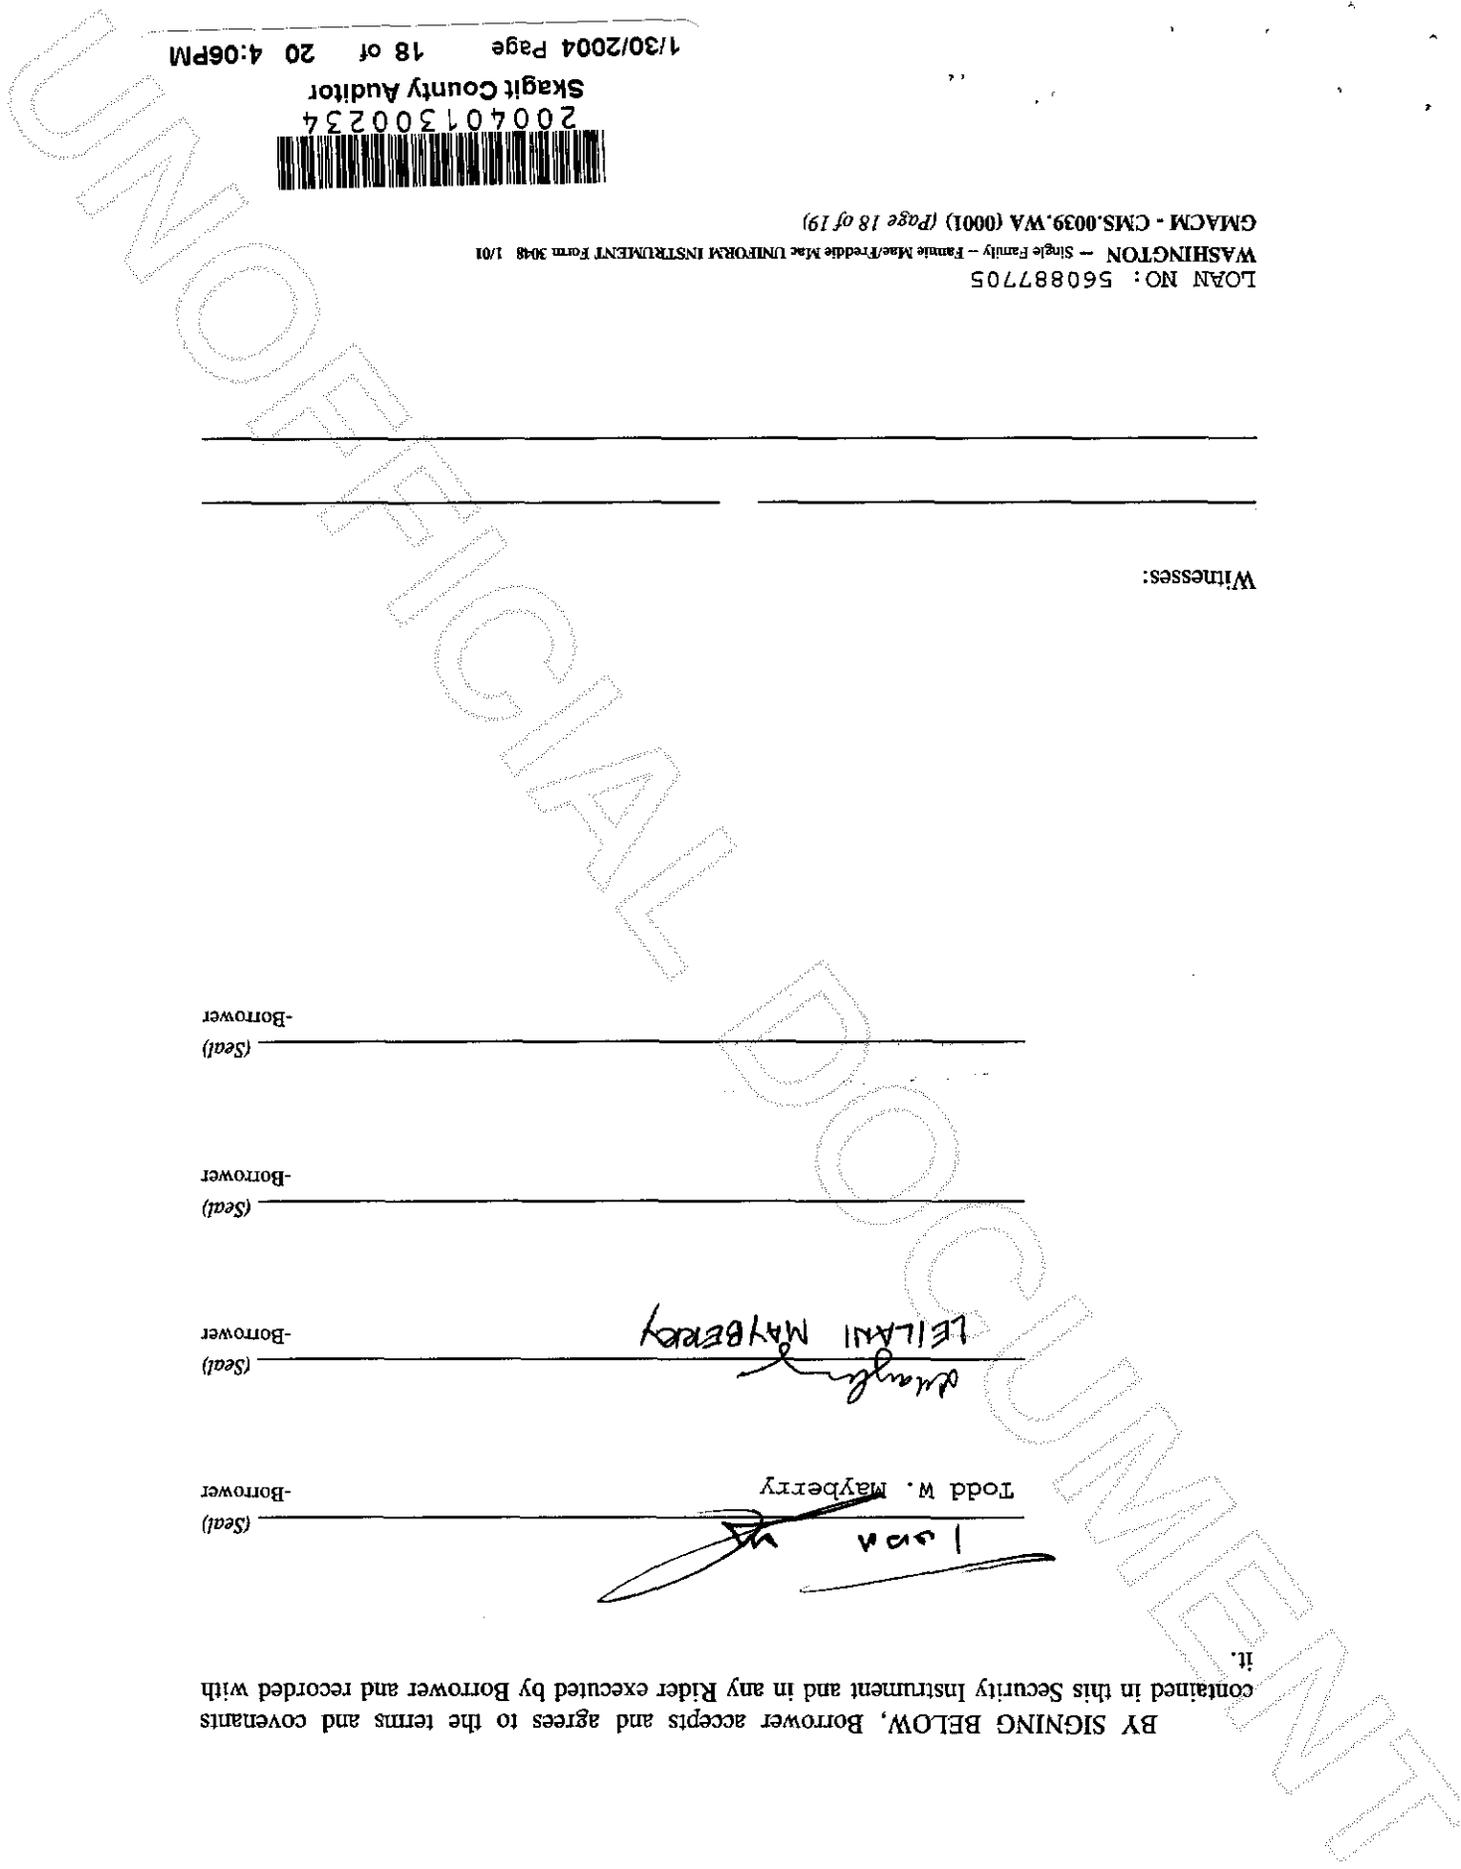 BY SIGNING BELOW, Borrower accepts and agrees to the terms and covenants
contained in this Security Instrument and in any Rider executed by Borrower and recorded with
it.
(Seal)
Todd W. Mayberry -Borrower
(Seal)
LEILANI MAYBERRY -Borrower
(Seal)
-Borrower
(Seal)
-Borrower
Witnesses:
LOAN NO: 560887705
WASHINGTON — Single Family – Fannie Mae/Freddie Mac UNIFORM INSTRUMENT Form 3048 1/01
GMACM - CMS.0039.WA (0001) (Page 18 of 19)
200401300234
Skagit County Auditor
1/30/2004 Page 18 of 20 4:06PM
UNOFFICIAL DOCUMENT